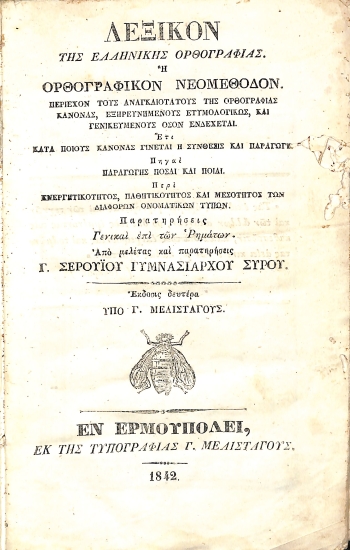 ΛΕΞΙΚΟΝ
ΤΗΣ ΕΛΛΗΝΙΚΗΣ ΟΡΘΟΓΡΑΦΙΑΣ.
Ἢ
ΟΡΘΟΓΡΑΦΙΚΟΝ ΝΕΟΜΕΘΟΔΟΝ.
ΠΕΡΙΕΧΟΝ ΤΟΥΣ ΑΝΑΓΚΑΙΟΤΑΤΟΥΣ ΤΗΣ ΟΡΘΟΓΡΑΦΙΑΣ
ΚΑΝΟΝΑΣ, ΕΞΗΡΕΥΝΗΜΕΝΟΥΣ ΕΤΥΜΟΛΟΓΙΚΩΣ, ΚΑΙ
ΓΕΝΙΚΕΥΜΕΝΟΥΣ ΟΣΟΝ ΕΝΔΕΧΕΤΑΙ.
Ἔτι
ΚΑΤΑ ΠΟΙΟΥΣ ΚΑΝΟΝΑΣ ΓΙΝΕΤΑΙ Η ΣΥΝΘΕΣΙΣ ΚΑΙ ΠΑΡΑΓΩΓΗ.
Πηγαὶ
ΠΑΡΑΓΩΓΗΣ ΠΟΣΑΙ ΚΑΙ ΠΟΙΑΙ.
Περὶ
ΕΝΕΡΓΗΤΙΚΟΤΗΤΟΣ, ΠΑΘΗΤΙΚΟΤΗΤΟΣ ΚΑΙ ΜΕΣΟΤΗΤΟΣ ΤΩΝ
ΔΙΑΦΟΡΩΝ ΟΝΟΜΑΤΙΚΩΝ ΤΥΠΩΝ.
Παρατηρήσεις
Γενικαὶ ἐπὶ τῶν Ῥημάτων.
Ἀπὸ μελέτας καὶ παρατηρήσεις
Γ. ΣΕΡΟΥΪΟΥ ΓΥΜΝΑΣΙΑΡΧΟΥ ΣΥΡΟΥ.
Ἔκδοσις δευτέρα
ΥΠΟ Γ. ΜΕΛΙΣΤΑΓΟΥΣ.
ΕΝ ΕΡΜΟΥΠΟΛΕΙ,
ΕΚ ΤΗΣ ΤΥΠΟΓΡΑΦΙΑΣ Γ. ΜΕΛΙΣΤΑΓΟΥΣ.
1842.